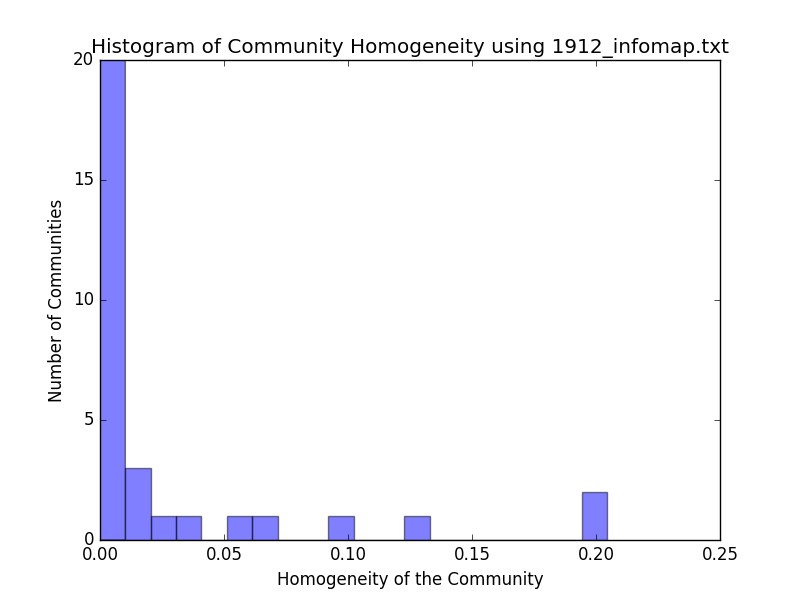 Histogram of Community Homogeneity using 1912_infomap.txt
20
15
10
5
0
Number of Communities
0.00 0.05 0.10 0.15 0.20 0.25
Homogeneity of the Community